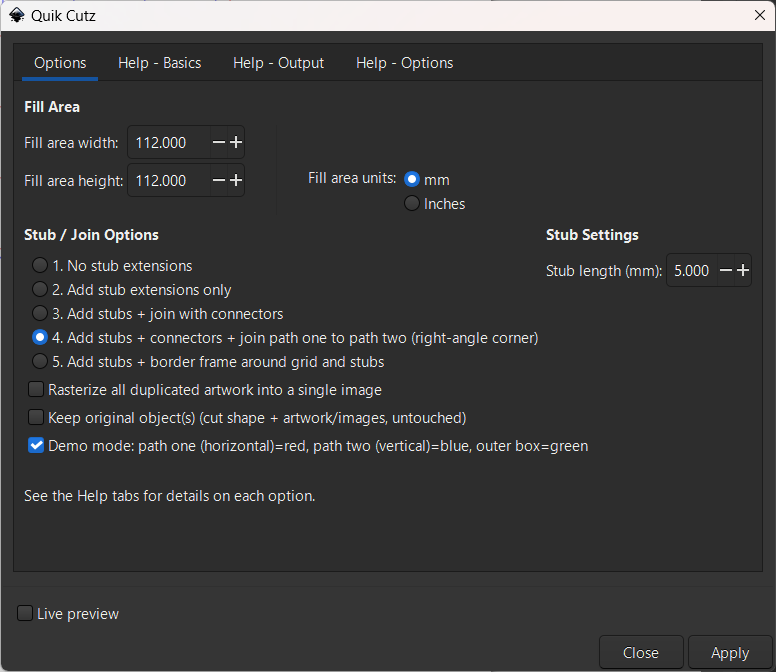 Quik Cutz
Options Help - Basics Help - Output Help - Options
Fill Area
Fill area width: 112.000
Fill area height: 112.000
Fill area units: mm
Inches
Stub / Join Options
Stub Settings
1. No stub extensions
Stub length (mm): 5.000
2. Add stub extensions only
3. Add stubs + join with connectors
4. Add stubs + connectors + join path one to path two (right-angle corner)
5. Add stubs + border frame around grid and stubs
Rasterize all duplicated artwork into a single image
Keep original object(s) (cut shape + artwork/images, untouched)
Demo mode: path one (horizontal)=red, path two (vertical)=blue, outer box=green
See the Help tabs for details on each option.
Live preview
Close Apply